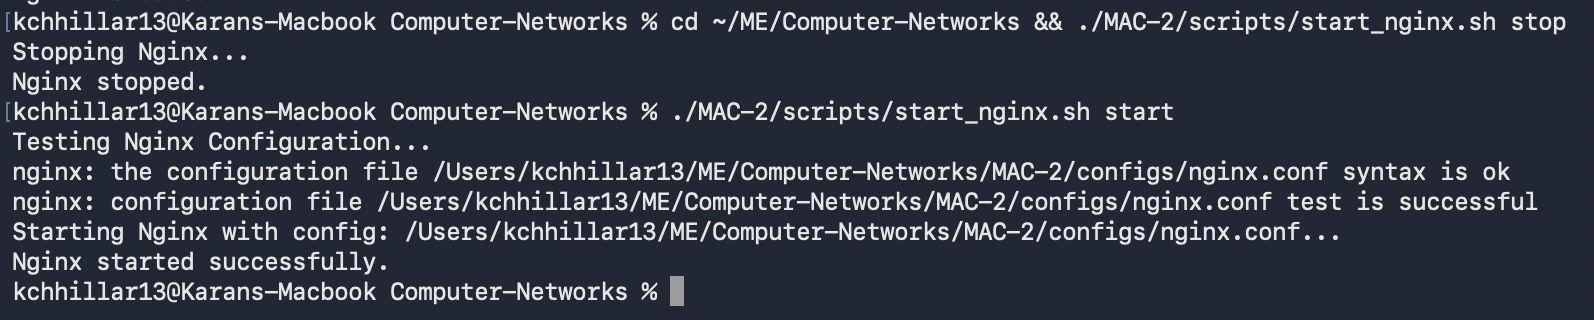 [kchhillar13@Karans-Macbook Computer-Networks % cd ~/ME/Computer-Networks && ./MAC-2/scripts/start_nginx.sh stop
Stopping Nginx...
Nginx stopped.
[kchhillar13@Karans-Macbook Computer-Networks % ./MAC-2/scripts/start_nginx.sh start
Testing Nginx Configuration...
nginx: the configuration file /Users/kchhillar13/ME/Computer-Networks/MAC-2/configs/nginx.conf syntax is ok
nginx: configuration file /Users/kchhillar13/ME/Computer-Networks/MAC-2/configs/nginx.conf test is successful
Starting Nginx with config: /Users/kchhillar13/ME/Computer-Networks/MAC-2/configs/nginx.conf...
Nginx started successfully.
kchhillar13@Karans-Macbook Computer-Networks %